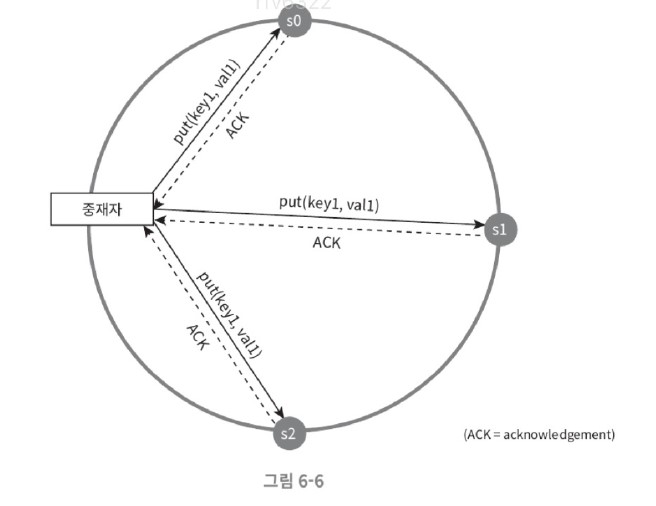 s0
put(key1, val1)
ACK
중재자
put(key1, val1)
ACK
s1
put(key1, val1)
ACK
s2
(ACK = acknowledgement)
그림 6-6